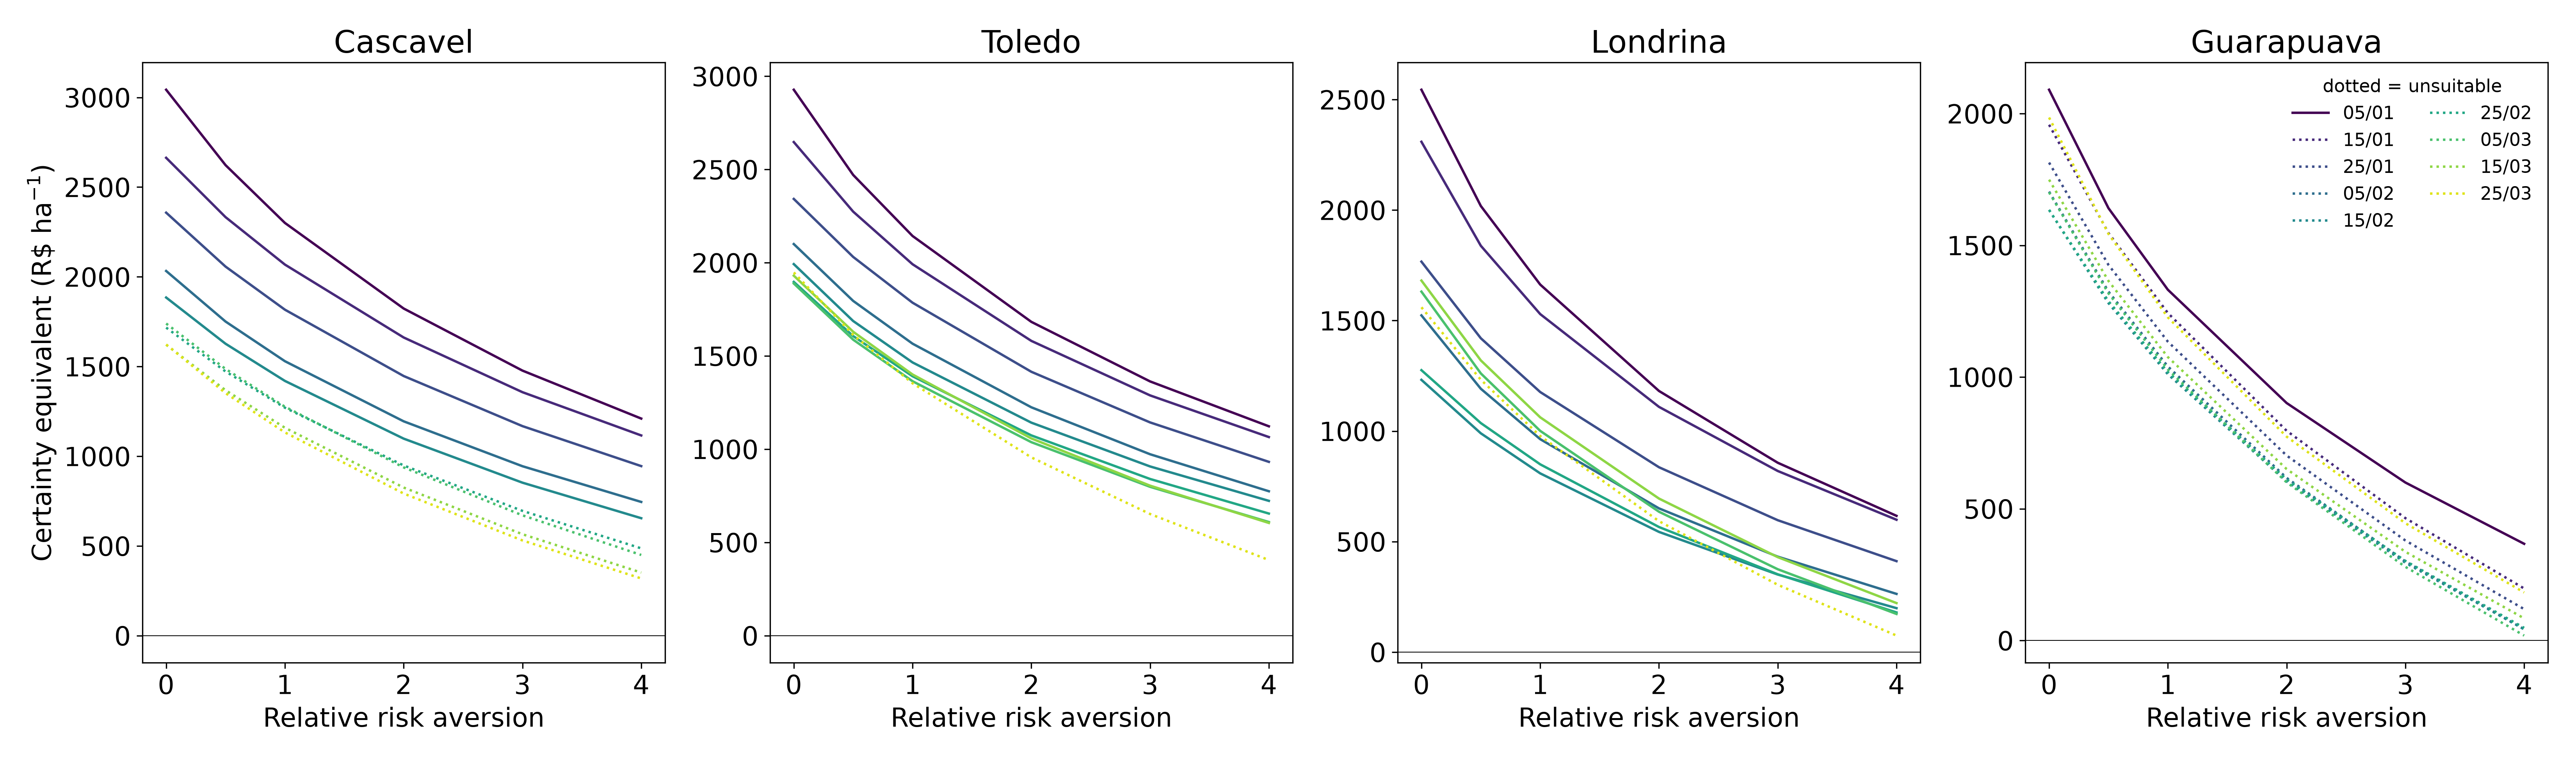 Cascavel
Toledo
Londrina
Guarapuava
Certainty equivalent (R$ ha⁻¹)
3000
2500
2000
1500
1000
500
0
0 1 2 3 4
Relative risk aversion
3000
2500
2000
1500
1000
500
0
0 1 2 3 4
Relative risk aversion
2500
2000
1500
1000
500
0
0 1 2 3 4
Relative risk aversion
2000
1500
1000
500
0
0 1 2 3 4
Relative risk aversion
dotted = unsuitable
05/01
15/01
25/01
05/02
15/02
25/02
05/03
15/03
25/03